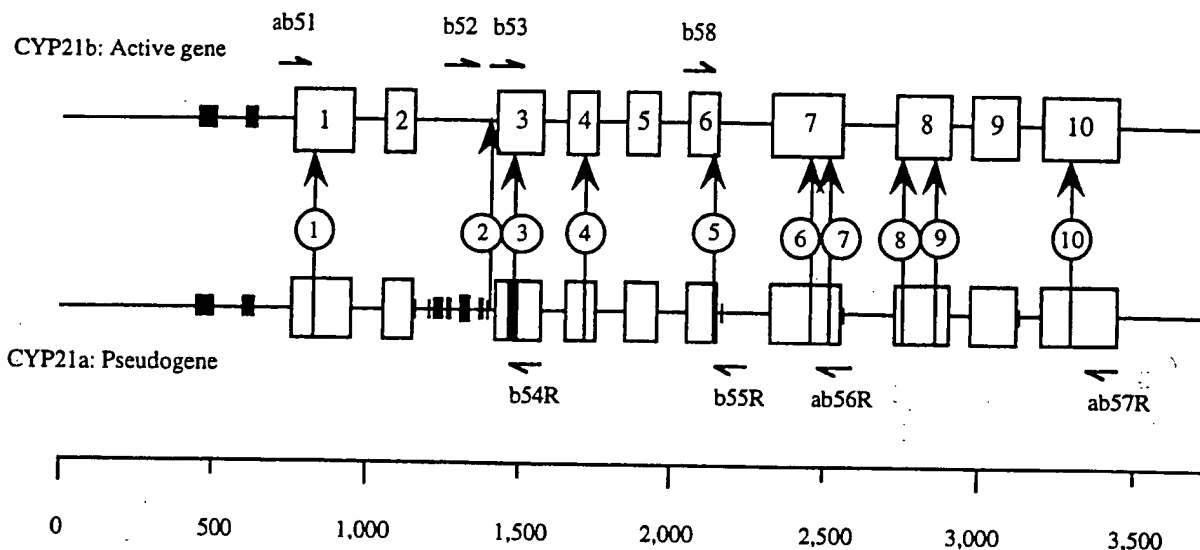 ab51 b52 b53 b58
CYP21b: Active gene
1 2 3 4 5 6 7 8 9 10
1 2 3 4 5 6 7 8 9 10
CYP21a: Pseudogene
b54R b55R ab56R ab57R
0 500 1,000 1,500 2,000 2,500 3,000 3,500